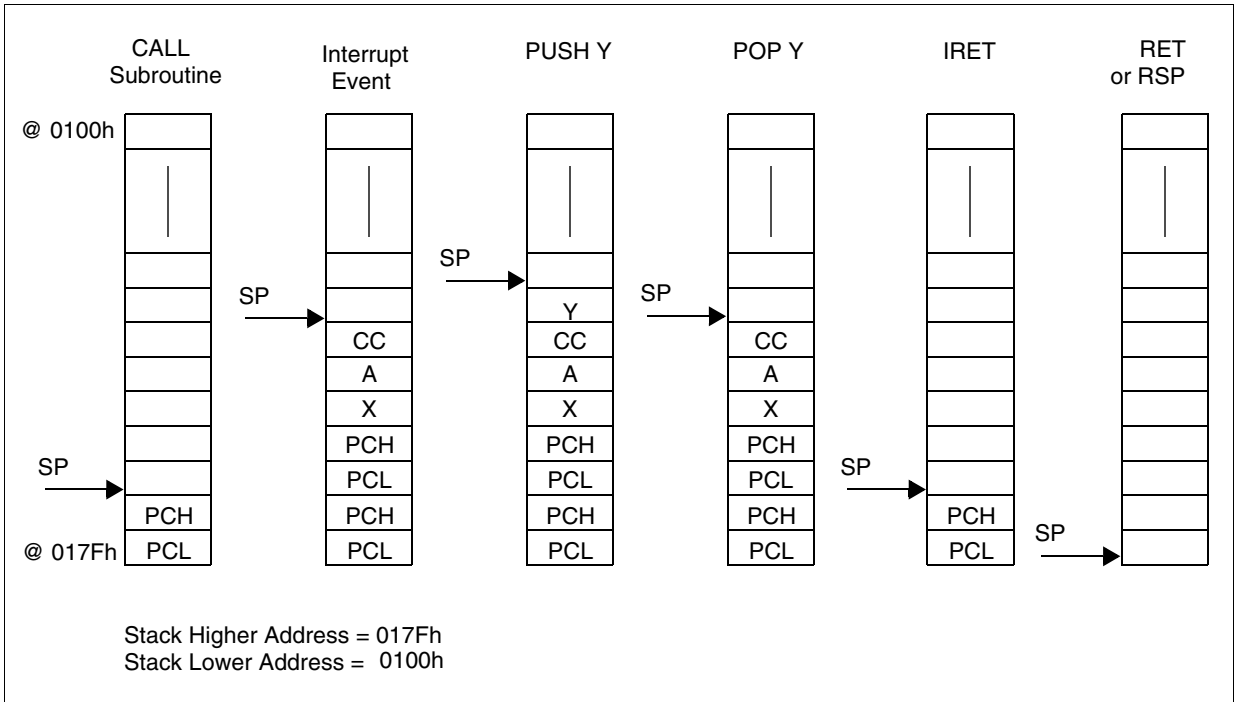 CALL
Subroutine
Interrupt
Event
PUSH Y
POP Y
IRET
RET
or RSP
@ 0100h
SP
SP
SP
Y
SP
CC
CC
CC
A
A
A
X
X
X
PCH
PCH
PCH
SP
PCL
PCL
PCL
SP
PCH
PCH
PCH
PCH
PCH
@ 017Fh
PCL
PCL
PCL
PCL
PCL
SP
Stack Higher Address = 017Fh
Stack Lower Address = 0100h